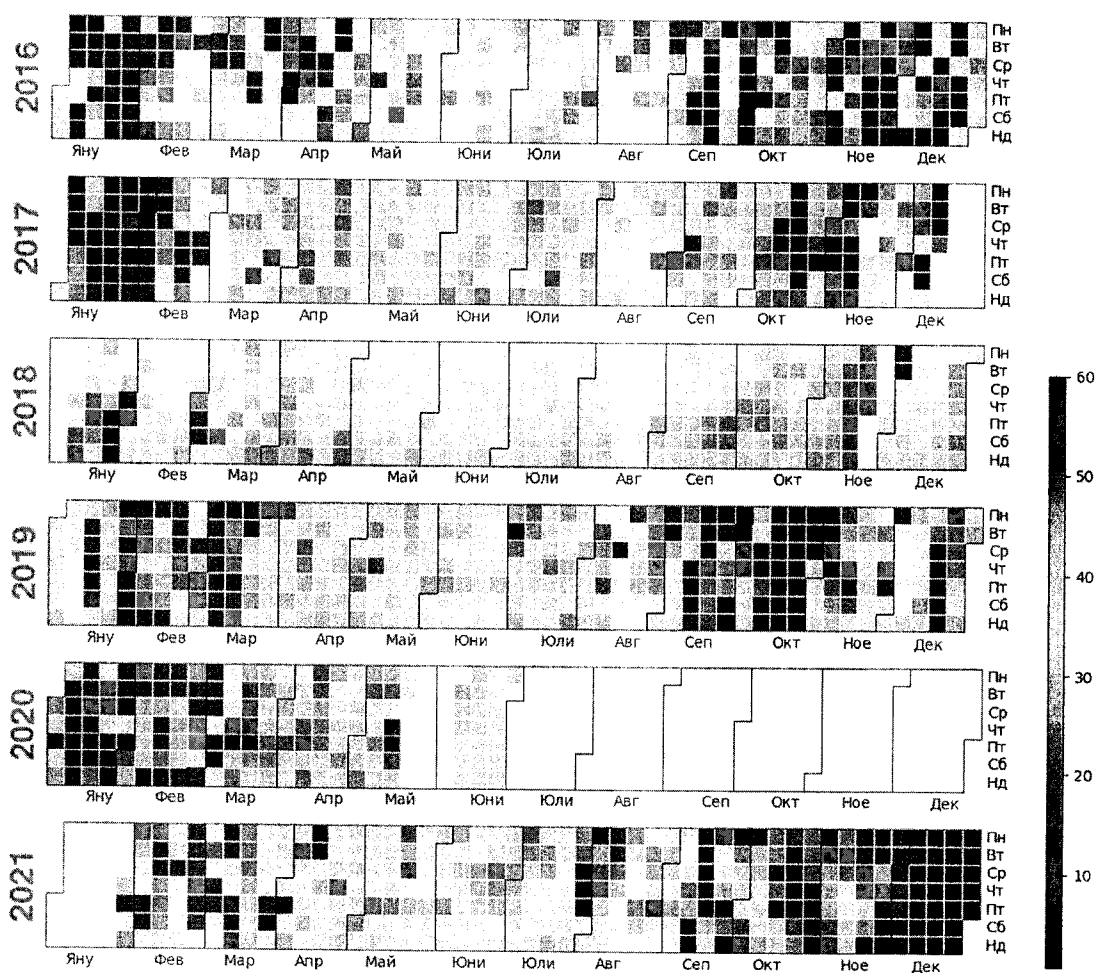 2016
Пн
Вт
Ср
Чт
Пт
Сб
Нд
Яну Фев Мар Апр Май Юни Юли Авг Сеп Окт Ное Дек
2017
Пн
Вт
Ср
Чт
Пт
Сб
Нд
Яну Фев Мар Апр Май Юни Юли Авг Сеп Окт Ное Дек
2018
Пн
Вт
Ср
Чт
Пт
Сб
Нд
Яну Фев Мар Апр Май Юни Юли Авг Сеп Окт Ное Дек
2019
Пн
Вт
Ср
Чт
Пт
Сб
Нд
Яну Фев Мар Апр Май Юни Юли Авг Сеп Окт Ное Дек
2020
Пн
Вт
Ср
Чт
Пт
Сб
Нд
Яну Фев Мар Апр Май Юни Юли Авг Сеп Окт Ное Дек
2021
Пн
Вт
Ср
Чт
Пт
Сб
Нд
Яну Фев Мар Апр Май Юни Юли Авг Сеп Окт Ное Дек
60
50
40
30
20
10